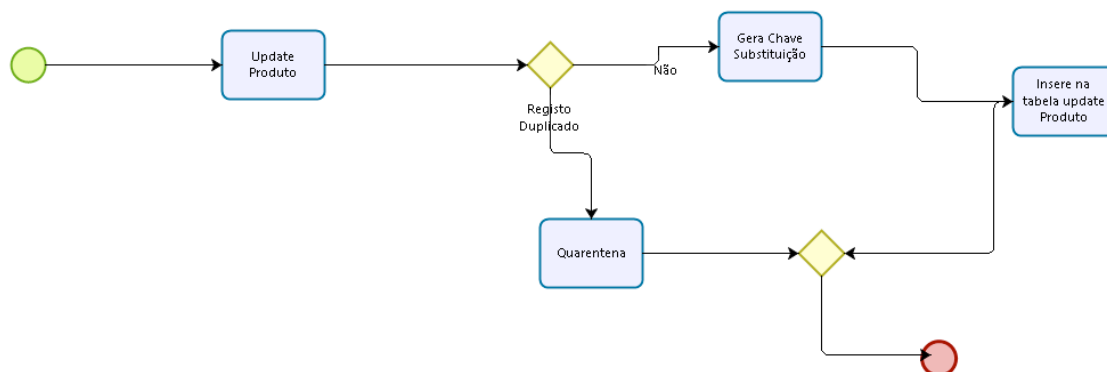 Update
Produto
Registo
Duplicado
Não
Gera Chave
Substituição
Insere na
tabela update
Produto
Quarentena